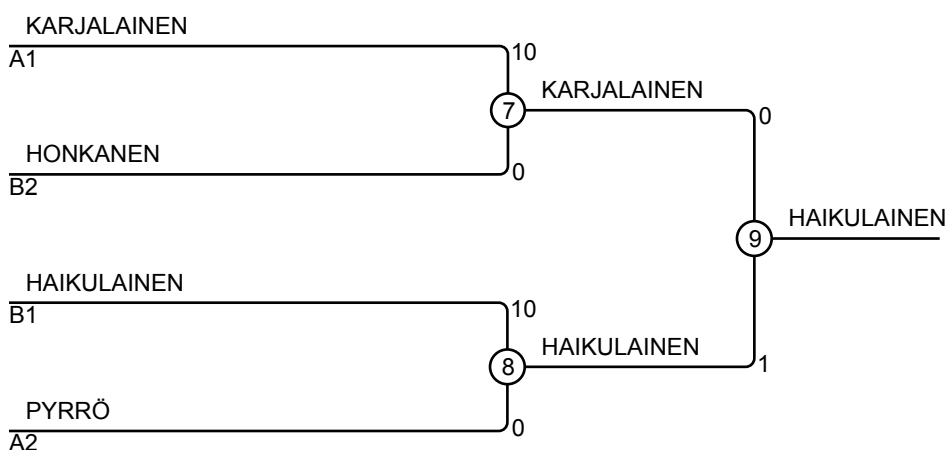 KARJALAINEN
A1
10
7
KARJALAINEN
0
HONKANEN
B2
0
9
HAIKULAINEN
HAIKULAINEN
B1
10
8
HAIKULAINEN
1
PYRRÖ
A2
0